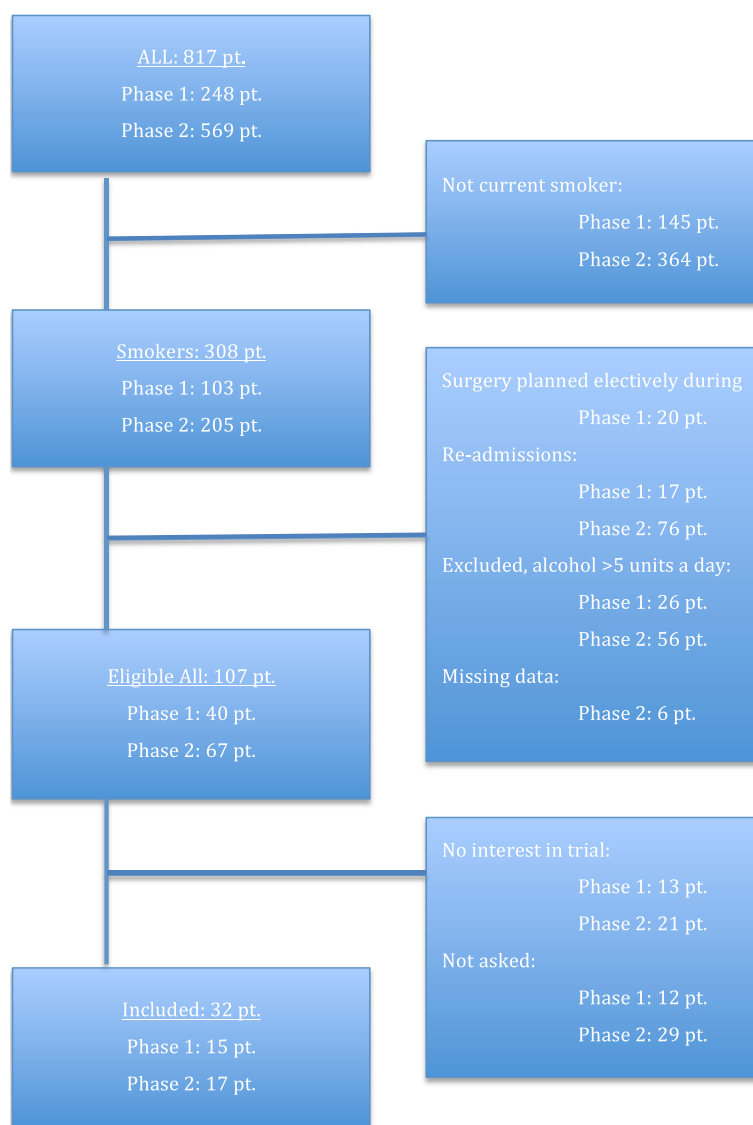 ALL: 817 pt.
Phase 1: 248 pt.
Phase 2: 569 pt.
Not current smoker:
Phase 1: 145 pt.
Phase 2: 364 pt.
Smokers: 308 pt.
Phase 1: 103 pt.
Phase 2: 205 pt.
Surgery planned electively during
Phase 1: 20 pt.
Re-admissions:
Phase 1: 17 pt.
Phase 2: 76 pt.
Excluded, alcohol >5 units a day:
Phase 1: 26 pt.
Phase 2: 56 pt.
Missing data:
Phase 2: 6 pt.
Eligible All: 107 pt.
Phase 1: 40 pt.
Phase 2: 67 pt.
No interest in trial:
Phase 1: 13 pt.
Phase 2: 21 pt.
Not asked:
Phase 1: 12 pt.
Phase 2: 29 pt.
Included: 32 pt.
Phase 1: 15 pt.
Phase 2: 17 pt.